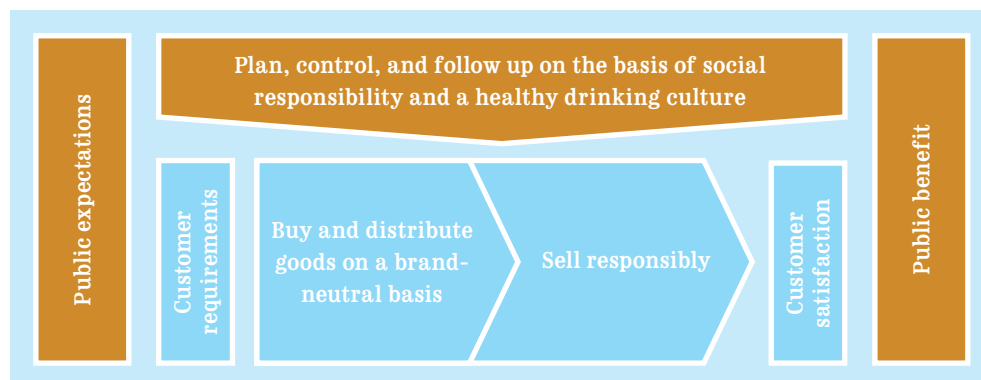 Public expectations
Plan, control, and follow up on the basis of social
responsibility and a healthy drinking culture
Customer
requirements
Buy and distribute
goods on a brand-
neutral basis
Sell responsibly
Customer
satisfaction
Public benefit